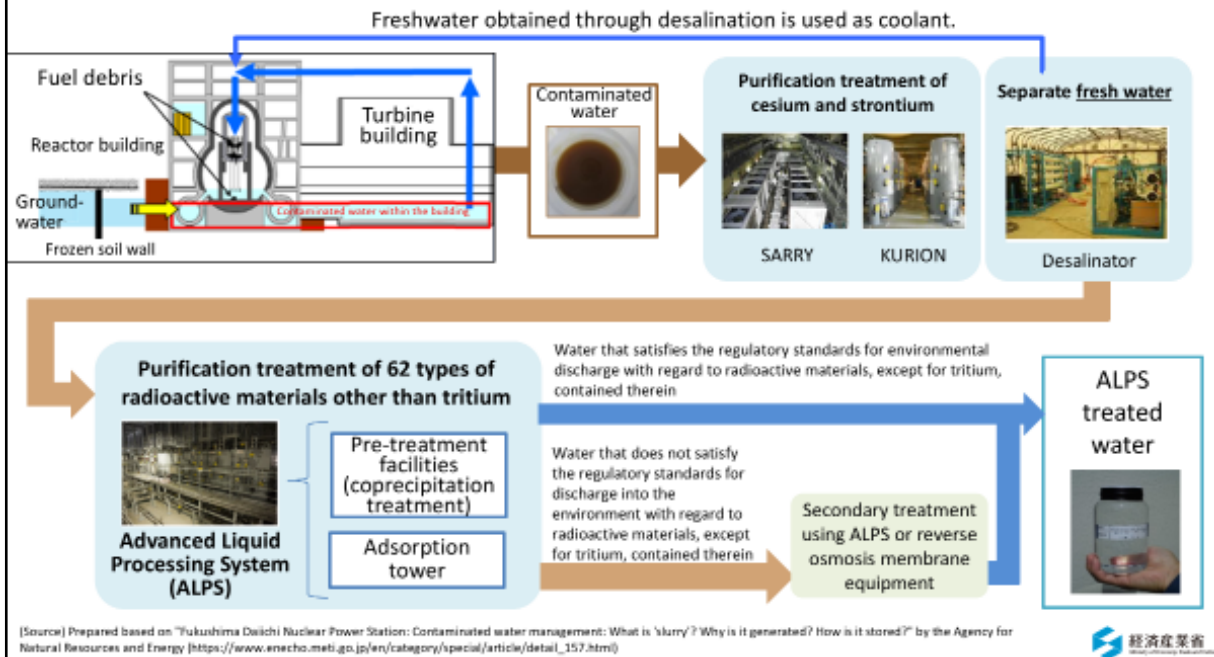 Freshwater obtained through desalination is used as coolant.
Fuel debris
Reactor building
Turbine
building
Ground-
water
Contaminated water within the building
Frozen soil wall
Contaminated
water
Purification treatment of
cesium and strontium
SARRY
KURION
Separate fresh water
Desalinator
Purification treatment of 62 types of
radioactive materials other than tritium
Advanced Liquid
Processing System
(ALPS)
Pre-treatment
facilities
(coprecipitation
treatment)
Adsorption
tower
Water that satisfies the regulatory standards for environmental
discharge with regard to radioactive materials, except for tritium,
contained therein
Water that does not satisfy
the regulatory standards for
discharge into the
environment with regard to
radioactive materials, except
for tritium, contained therein
Secondary treatment
using ALPS or reverse
osmosis membrane
equipment
ALPS
treated
water
(Source) Prepared based on "Fukushima Daiichi Nuclear Power Station: Contaminated water management: What is 'slurry'? Why is it generated? How is it stored?" by the Agency for
Natural Resources and Energy (https://www.enecho.meti.go.jp/en/category/special/article/detail_157.html)
経済産業省